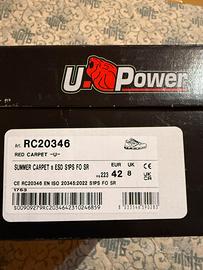 U-Power
Art. RC20346
RED CARPET -U-
SUMMER CARPET n ESD S1PS FO SR
EUR UK
223 42 8
CE RC20346 EN ISO 20345:2022 S1PS FO SR